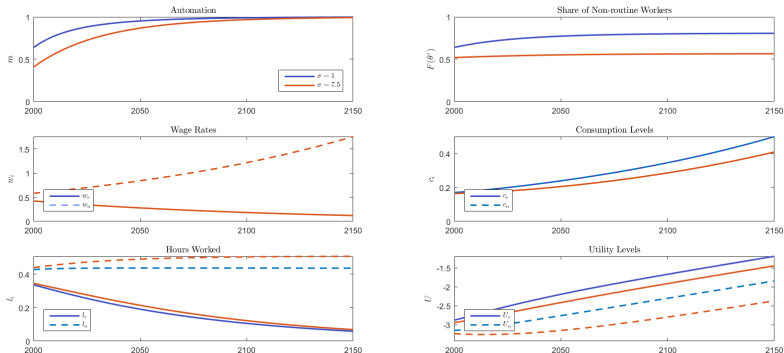 Automation
1
0.5
0
m
σ = 1
σ = 7.5
2000
2050
2100
2150
Share of Non-routine Workers
1
0.5
0
F(θ*)
2000
2050
2100
2150
Wage Rates
1.5
1
0.5
0
w_i
w_r
w_n
2000
2050
2100
2150
Consumption Levels
0.4
0.2
0
c_i
c_r
c_n
2000
2050
2100
2150
Hours Worked
0.4
0.2
0
l_i
l_r
l_n
2000
2050
2100
2150
Utility Levels
-1.5
-2
-2.5
-3
U
U_r
U_n
2000
2050
2100
2150